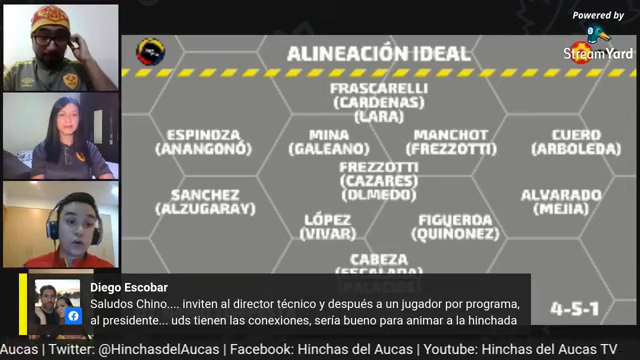 Powered by
StreamYard
ALINEACIÓN IDEAL
FRASCARELLI
(CARDENAS)
(LARA)
ESPINOZA
(ANANGONÓ)
MINA
(GALEANO)
MANCHOT
(FREZZOTTI)
CUERO
(ARBOLEDA)
FREZZOTTI
(CAZARES)
(OLMEDO)
SANCHEZ
(ALZUGARAY)
ALVARADO
(MEJIA)
LÓPEZ
(VIVAR)
FIGUEROA
(QUIÑONEZ)
CABEZA
(ESCALADA)
(PALACIOS)
4-5-1
Diego Escobar
Saludos Chino.... inviten al director técnico y después a un jugador por programa,
al presidente... uds tienen las conexiones, sería bueno para animar a la hinchada
Aucas | Twitter: @HinchasdelAucas | Facebook: Hinchas del Aucas | Youtube: Hinchas del Aucas TV